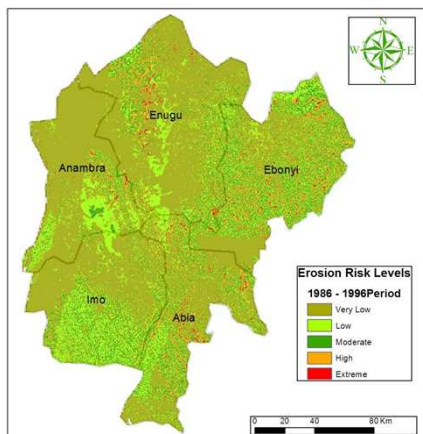 N
W E
S
Enugu
Anambra
Ebonyi
Imo
Abia
Erosion Risk Levels
1986 - 1996Period
Very Low
Low
Moderate
High
Extreme
0 20 40 80 Km